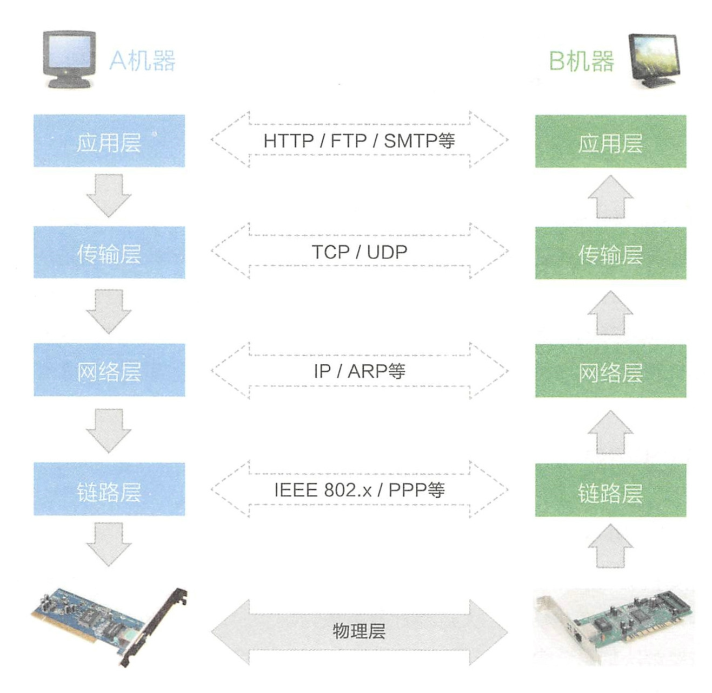 A机器
B机器
应用层
HTTP / FTP / SMTP等
应用层
传输层
TCP / UDP
传输层
网络层
IP / ARP等
网络层
链路层
IEEE 802.x / PPP等
链路层
物理层